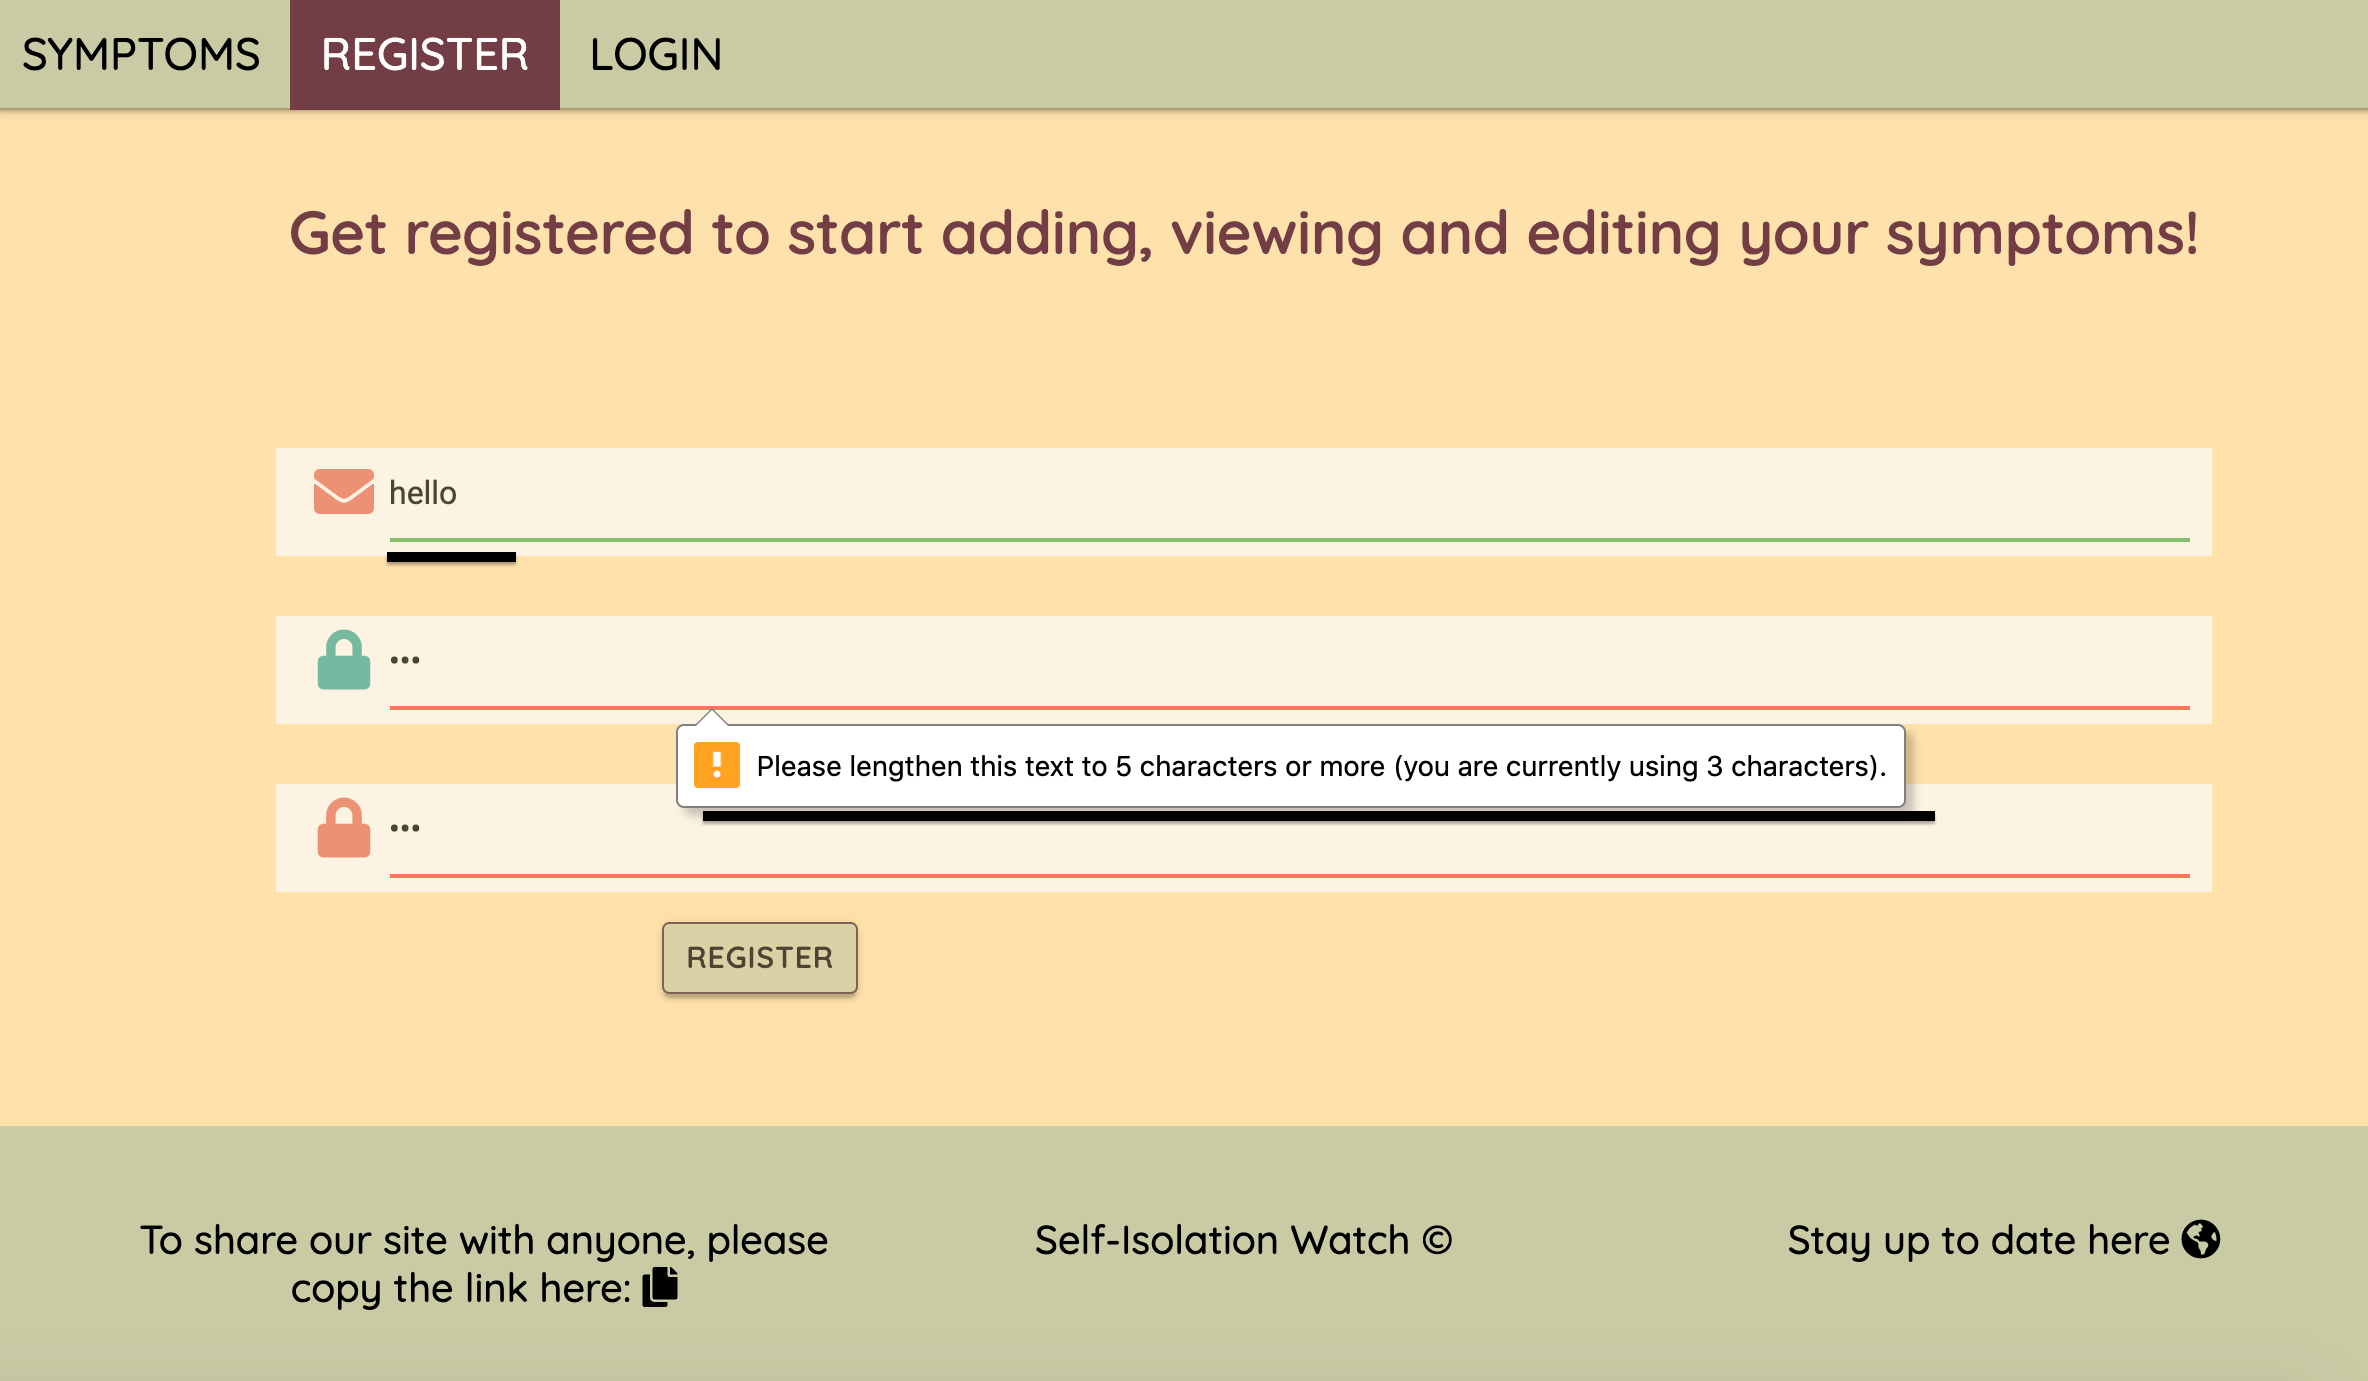 SYMPTOMS REGISTER LOGIN
Get registered to start adding, viewing and editing your symptoms!
hello
•••
Please lengthen this text to 5 characters or more (you are currently using 3 characters).
•••
REGISTER
To share our site with anyone, please
copy the link here:
Self-Isolation Watch ©
Stay up to date here